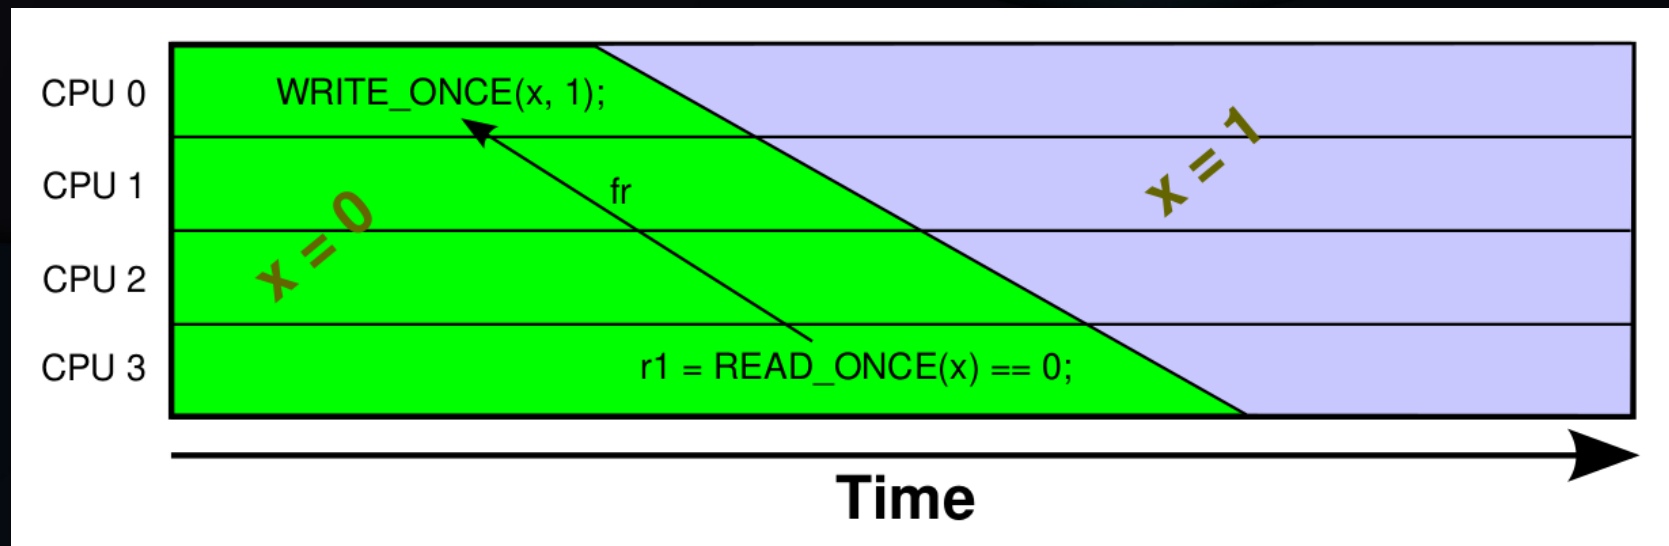 CPU 0
WRITE_ONCE(x, 1);
CPU 1
fr
x = 1
CPU 2
x = 0
CPU 3
r1 = READ_ONCE(x) == 0;
Time